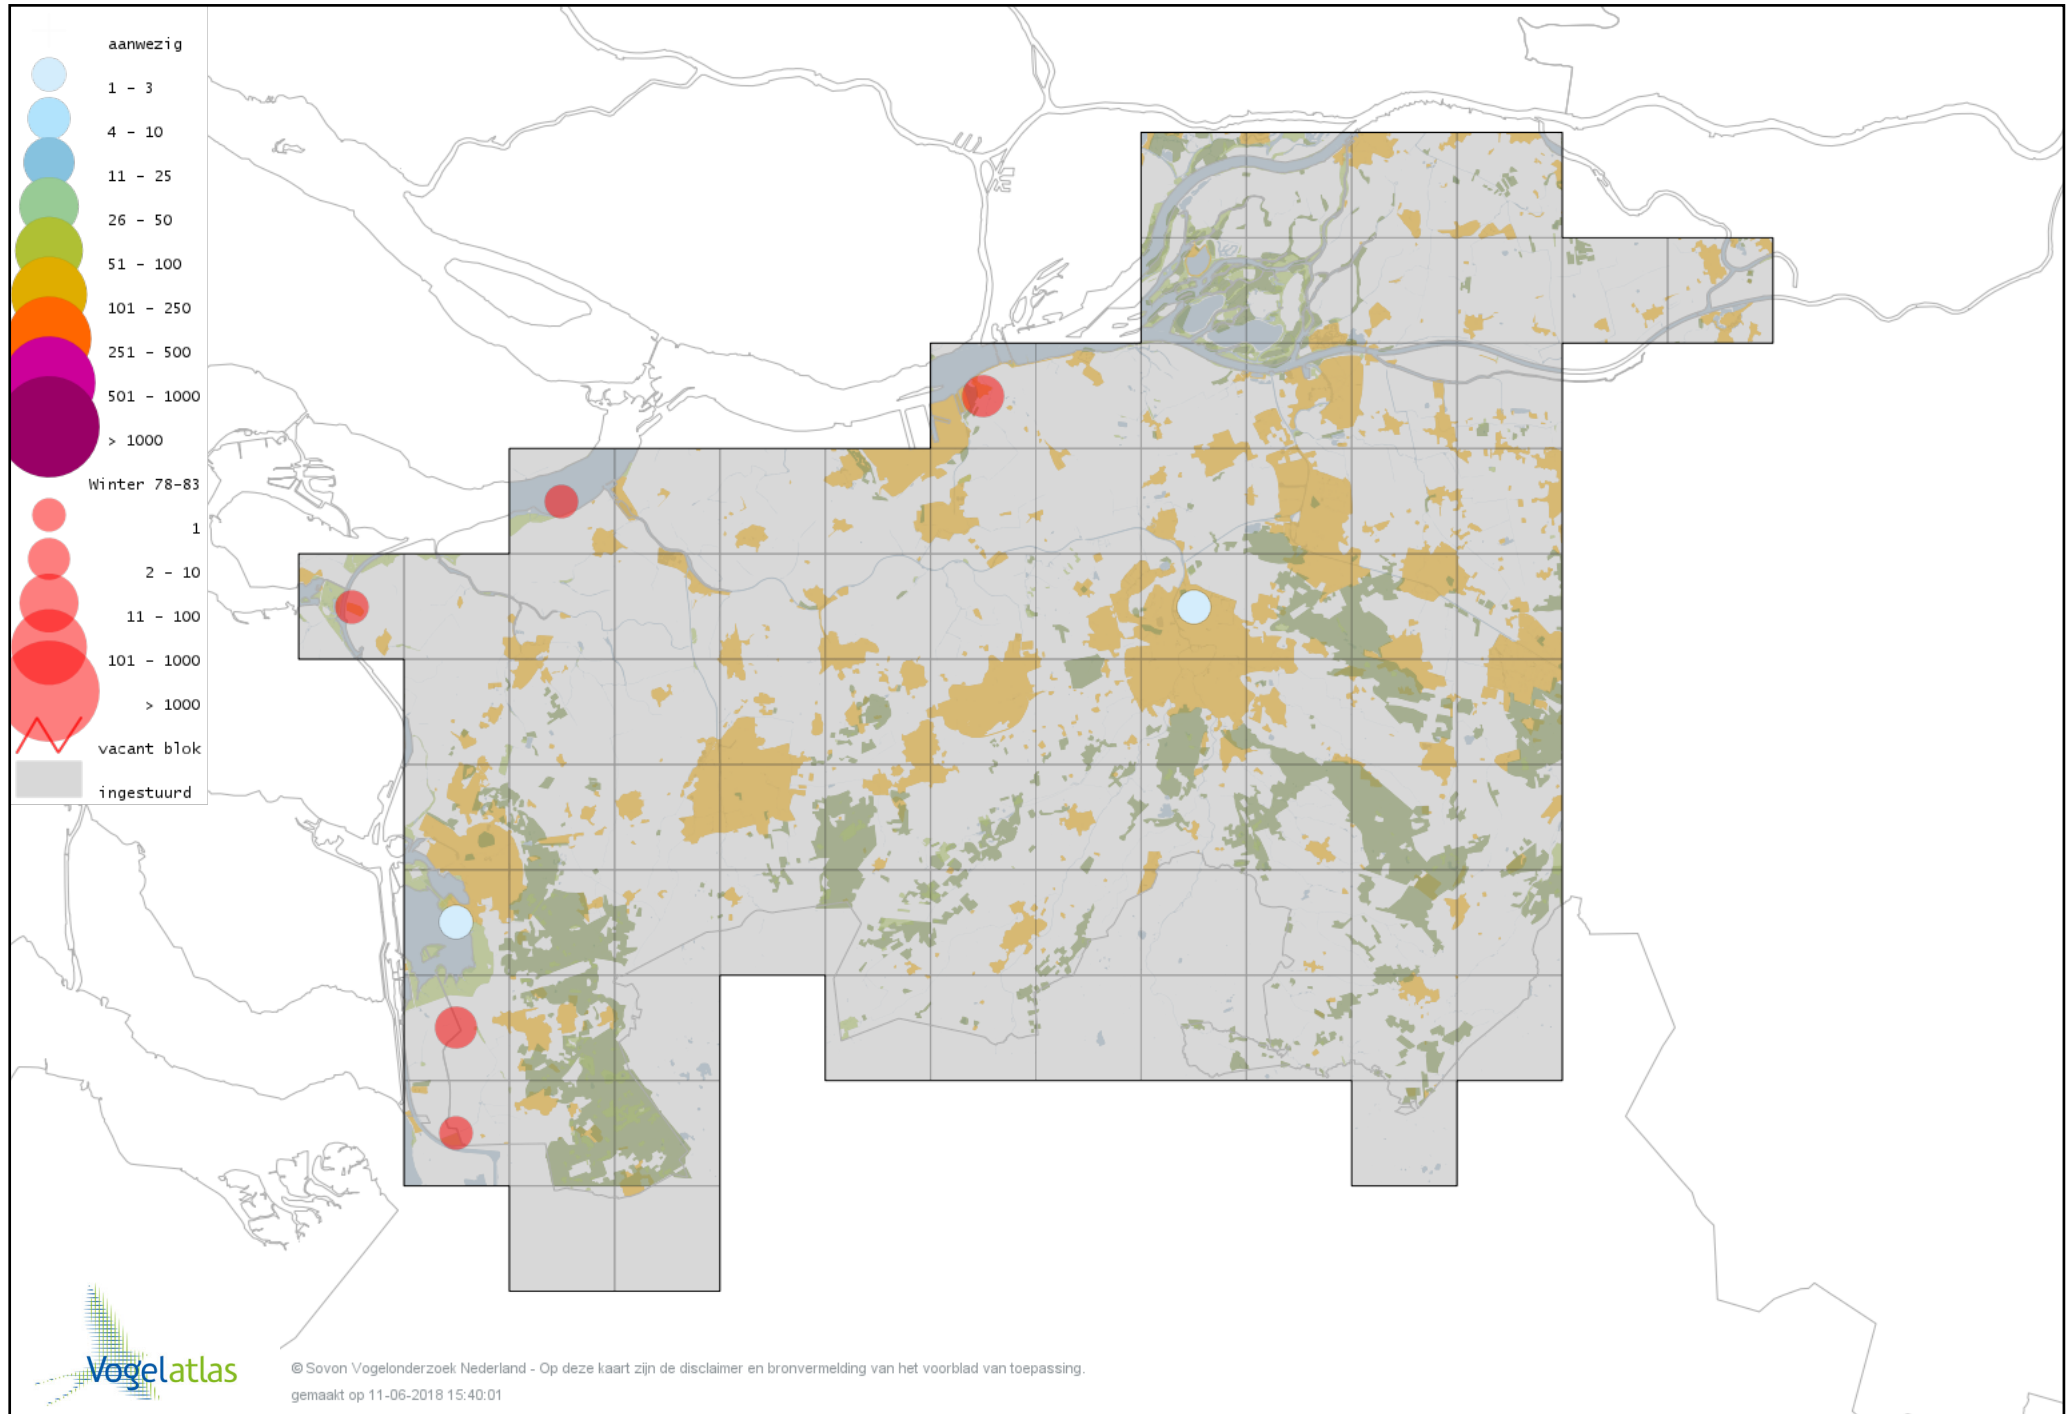 aanwezig
1 – 3
4 – 10
11 – 25
26 – 50
51 – 100
101 – 250
251 – 500
501 – 1000
> 1000
Winter 78-83
1
2 – 10
11 – 100
101 – 1000
> 1000
vacant blok
ingestuurd
Vogelatlas
© Sovon Vogelonderzoek Nederland - Op deze kaart zijn de disclaimer en bronvermelding van het voorblad van toepassing.
gemaakt op 11-06-2018 15:40:01